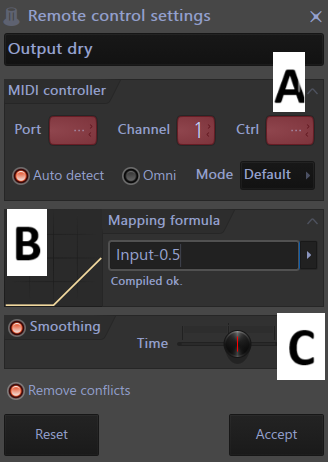 Remote control settings
Output dry
A
MIDI controller
Port ... Channel 1 Ctrl ...
Auto detect Omni Mode Default
B
Mapping formula
Input-0.5
Compiled ok.
Smoothing
Time
C
Remove conflicts
Reset Accept